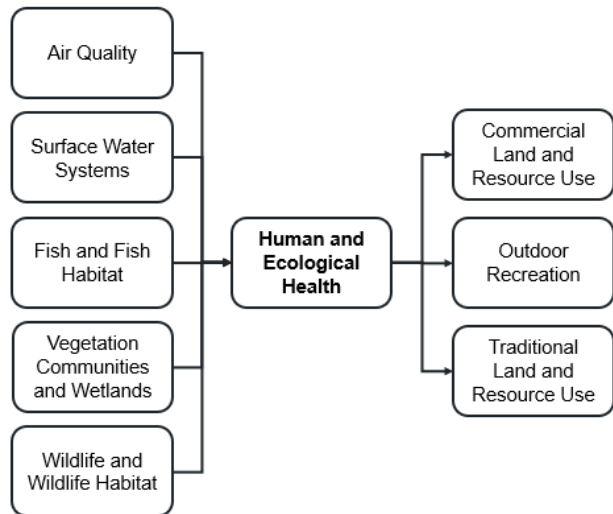 Air Quality
Surface Water
Systems
Fish and Fish
Habitat
Vegetation
Communities
and Wetlands
Wildlife and
Wildlife Habitat
Human and
Ecological
Health
Commercial
Land and
Resource Use
Outdoor
Recreation
Traditional
Land and
Resource Use